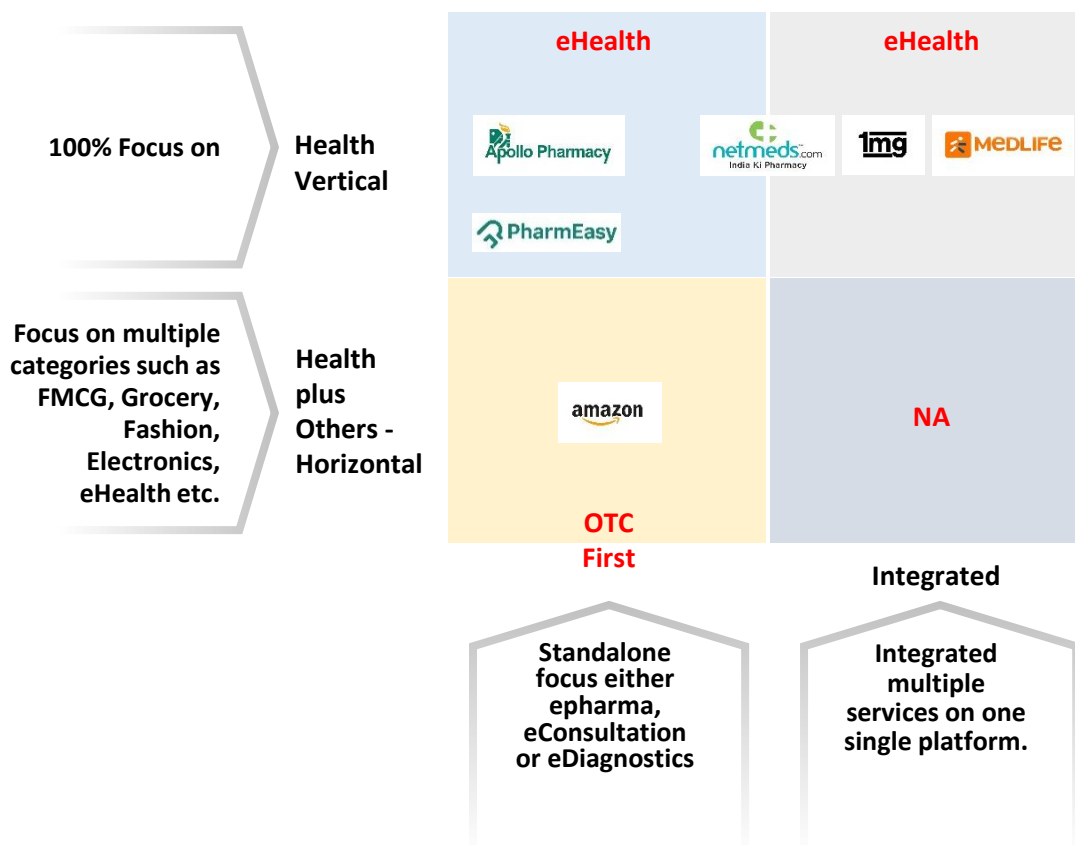 eHealth
eHealth
100% Focus on
Health
Vertical
Apollo Pharmacy
netmeds.com
India Ki Pharmacy
1mg
MEDLIFE
PharmEasy
Focus on multiple
categories such as
FMCG, Grocery,
Fashion,
Electronics,
eHealth etc.
Health
plus
Others -
Horizontal
amazon
NA
OTC
First
Integrated
Standalone
focus either
epharma,
eConsultation
or eDiagnostics
Integrated
multiple
services on one
single platform.